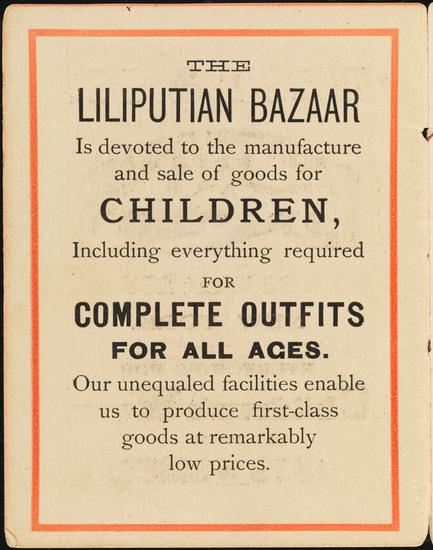 THE
LILIPUTIAN BAZAAR
Is devoted to the manufacture
and sale of goods for
CHILDREN,
Including everything required
FOR
COMPLETE OUTFITS
FOR ALL AGES.
Our unequaled facilities enable
us to produce first-class
goods at remarkably
low prices.